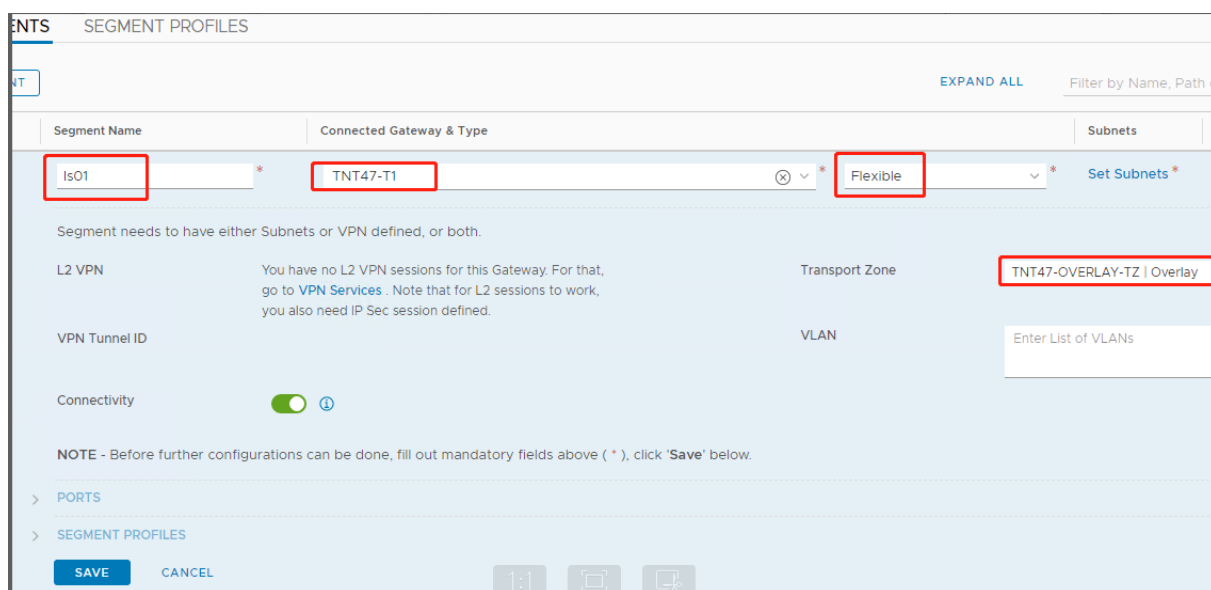 ENTS SEGMENT PROFILES
NT EXPAND ALL Filter by Name, Path
Segment Name Connected Gateway & Type Subnets
ls01 * TNT47-T1 * Flexible * Set Subnets *
Segment needs to have either Subnets or VPN defined, or both.
L2 VPN You have no L2 VPN sessions for this Gateway. For that, Transport Zone TNT47-OVERLAY-TZ | Overlay
go to VPN Services . Note that for L2 sessions to work,
you also need IP Sec session defined.
VPN Tunnel ID VLAN Enter List of VLANs
Connectivity
NOTE - Before further configurations can be done, fill out mandatory fields above ( * ), click 'Save' below.
PORTS
SEGMENT PROFILES
SAVE CANCEL 1:1